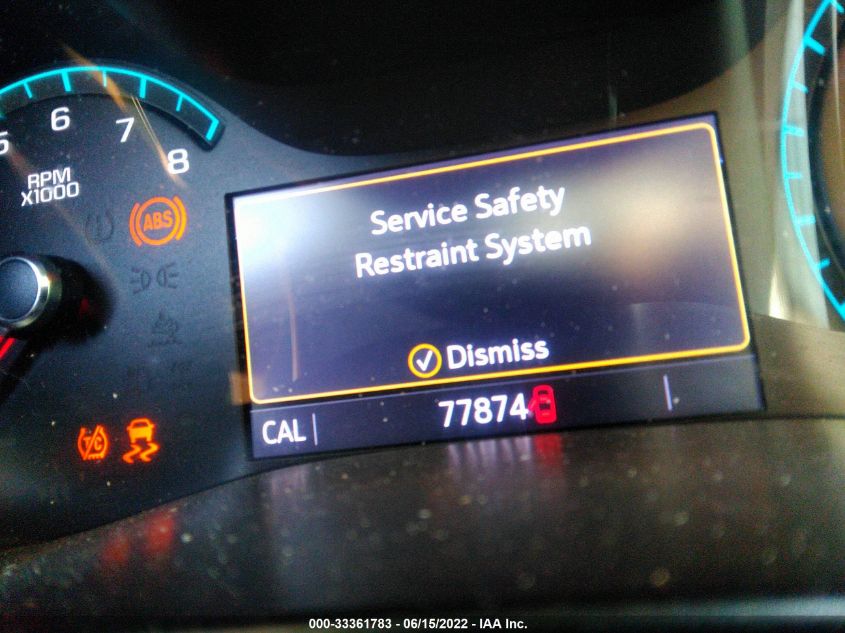 5 6 7 8
RPM
X1000
ABS
Service Safety
Restraint System
Dismiss
CAL
77874
T/C
000-33361783 - 06/15/2022 - IAA Inc.